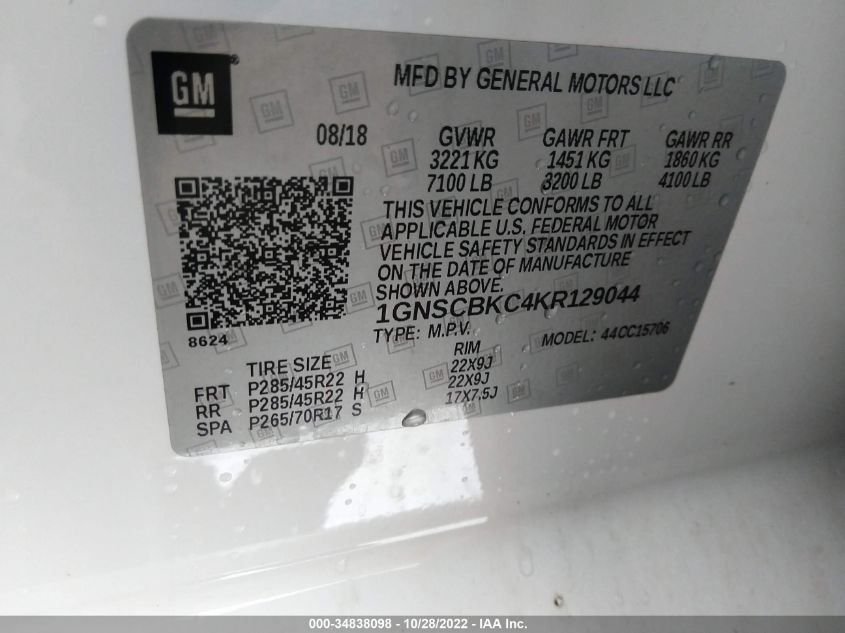 GM
MFD BY GENERAL MOTORS LLC
08/18
GVWR GAWR FRT GAWR RR
3221 KG 1451 KG 1860 KG
7100 LB 3200 LB 4100 LB
THIS VEHICLE CONFORMS TO ALL
APPLICABLE U.S. FEDERAL MOTOR
VEHICLE SAFETY STANDARDS IN EFFECT
ON THE DATE OF MANUFACTURE
SHOWN ABOVE.
1GNSCBKC4KR129044
8624
TYPE: M.P.V. MODEL: 44CC15706
TIRE SIZE RIM
FRT P285/45R22 H 22X9J
RR P285/45R22 H 22X9J
SPA P265/70R17 S 17X7.5J
000-34838098 - 10/28/2022 - IAA Inc.